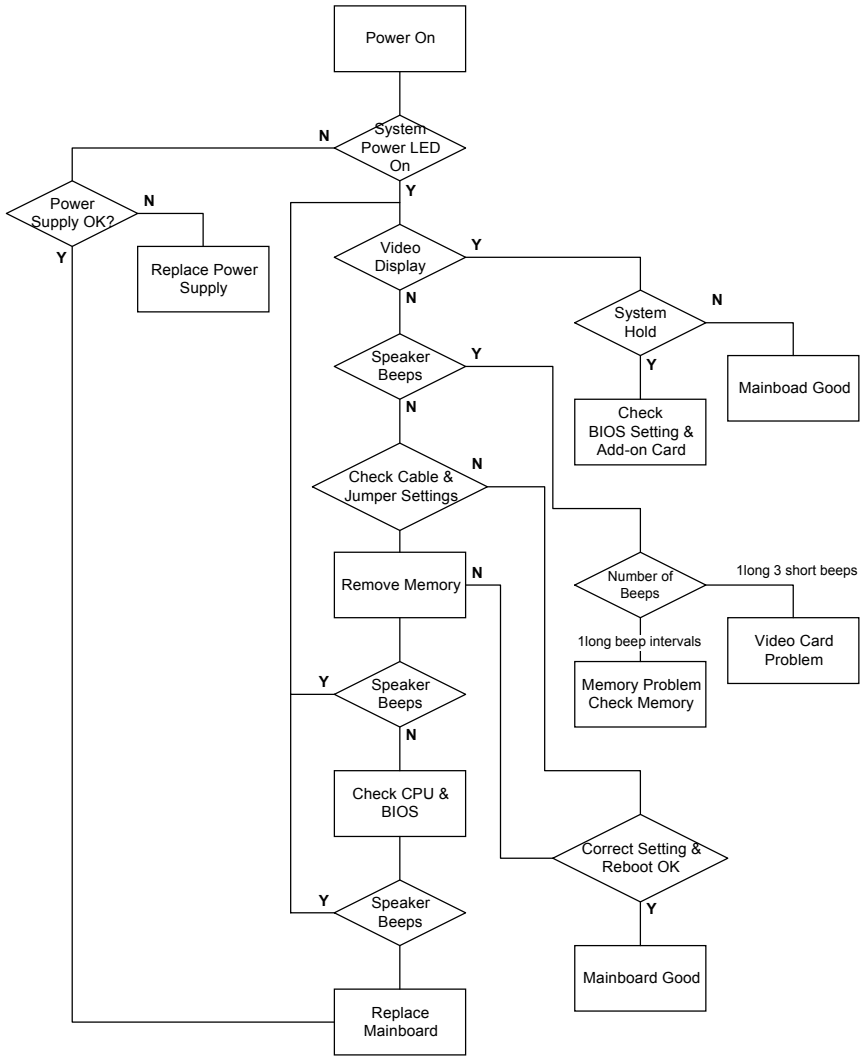 Power On
System
Power LED
On
N
Y
Power
Supply OK?
N
Y
Replace Power
Supply
Video
Display
Y
N
System
Hold
N
Y
Mainboad Good
Check
BIOS Setting &
Add-on Card
Speaker
Beeps
Y
N
Check Cable &
Jumper Settings
N
Remove Memory
N
Number of
Beeps
1long 3 short beeps
1long beep intervals
Video Card
Problem
Memory Problem
Check Memory
Speaker
Beeps
Y
N
Check CPU &
BIOS
Correct Setting &
Reboot OK
Y
Speaker
Beeps
Y
Mainboard Good
Replace
Mainboard